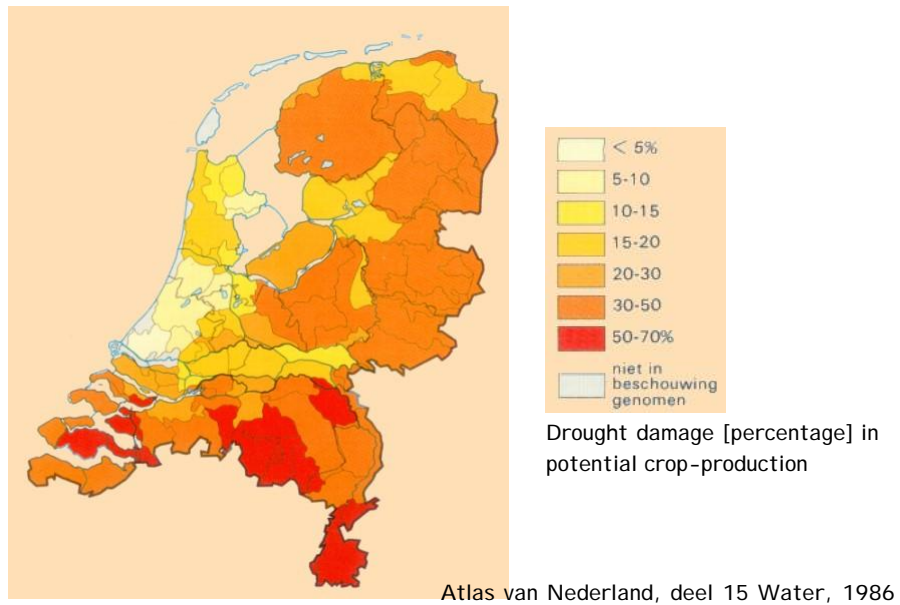 < 5%
5-10
10-15
15-20
20-30
30-50
50-70%
niet in
beschouwing
genomen
Drought damage [percentage] in
potential crop-production
Atlas van Nederland, deel 15 Water, 1986